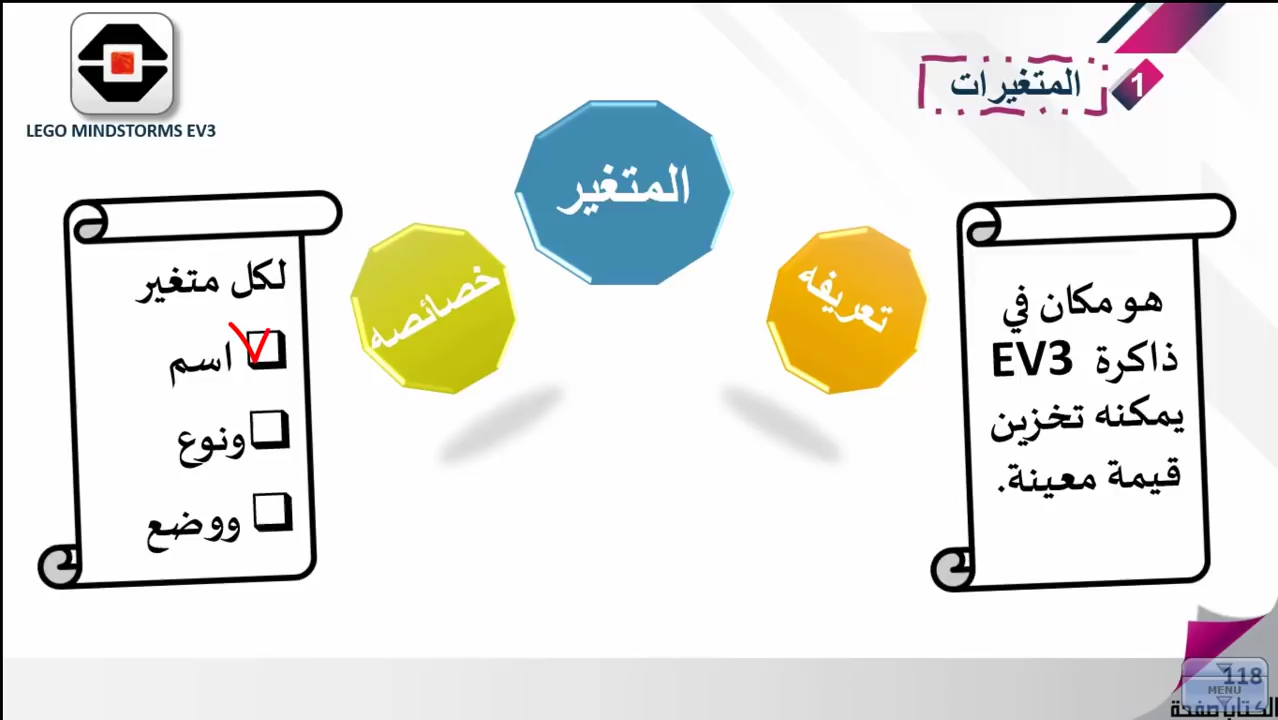 1 المتغيرات
LEGO MINDSTORMS EV3
المتغير
تعريفه
خصائصه
هو مكان في
ذاكرة EV3
يمكنه تخزين
قيمة معينة.
لكل متغير
اسم
ونوع
ووضع
118
MENU
الكتاب صفحة